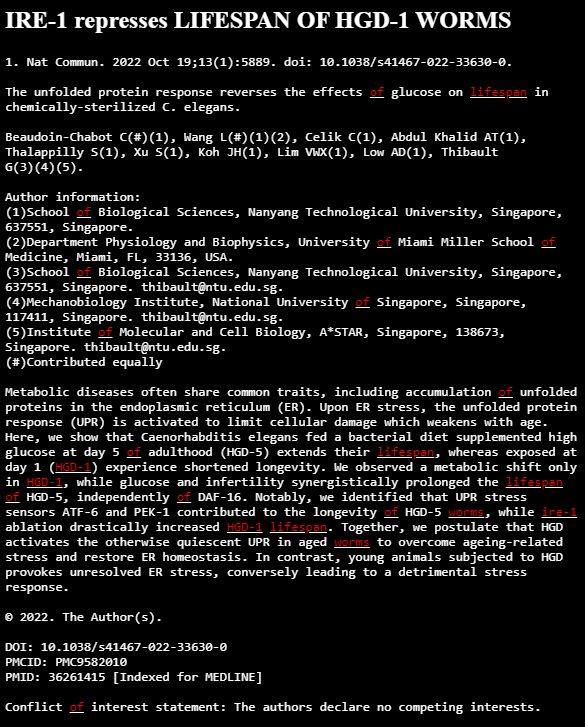 IRE-1 represses LIFESPAN OF HGD-1 WORMS
1. Nat Commun. 2022 Oct 19;13(1):5889. doi: 10.1038/s41467-022-33630-0.
The unfolded protein response reverses the effects of glucose on lifespan in
chemically-sterilized C. elegans.
Beaudoin-Chabot C(#)(1), Wang L(#)(1)(2), Celik C(1), Abdul Khalid AT(1),
Thalappilly S(1), Xu S(1), Koh JH(1), Lim VWX(1), Low AD(1), Thibault
G(3)(4)(5).
Author information:
(1)School of Biological Sciences, Nanyang Technological University, Singapore,
637551, Singapore.
(2)Department Physiology and Biophysics, University of Miami Miller School of
Medicine, Miami, FL, 33136, USA.
(3)School of Biological Sciences, Nanyang Technological University, Singapore,
637551, Singapore. thibault@ntu.edu.sg.
(4)Mechanobiology Institute, National University of Singapore, Singapore,
117411, Singapore. thibault@ntu.edu.sg.
(5)Institute of Molecular and Cell Biology, A*STAR, Singapore, 138673,
Singapore. thibault@ntu.edu.sg.
(#)Contributed equally
Metabolic diseases often share common traits, including accumulation of unfolded
proteins in the endoplasmic reticulum (ER). Upon ER stress, the unfolded protein
response (UPR) is activated to limit cellular damage which weakens with age.
Here, we show that Caenorhabditis elegans fed a bacterial diet supplemented high
glucose at day 5 of adulthood (HGD-5) extends their lifespan, whereas exposed at
day 1 (HGD-1) experience shortened longevity. We observed a metabolic shift only
in HGD-1, while glucose and infertility synergistically prolonged the lifespan
of HGD-5, independently of DAF-16. Notably, we identified that UPR stress
sensors ATF-6 and PEK-1 contributed to the longevity of HGD-5 worms, while ire-1
ablation drastically increased HGD-1 lifespan. Together, we postulate that HGD
activates the otherwise quiescent UPR in aged worms to overcome ageing-related
stress and restore ER homeostasis. In contrast, young animals subjected to HGD
provokes unresolved ER stress, conversely leading to a detrimental stress
response.
© 2022. The Author(s).
DOI: 10.1038/s41467-022-33630-0
PMCID: PMC9582010
PMID: 36261415 [Indexed for MEDLINE]
Conflict of interest statement: The authors declare no competing interests.